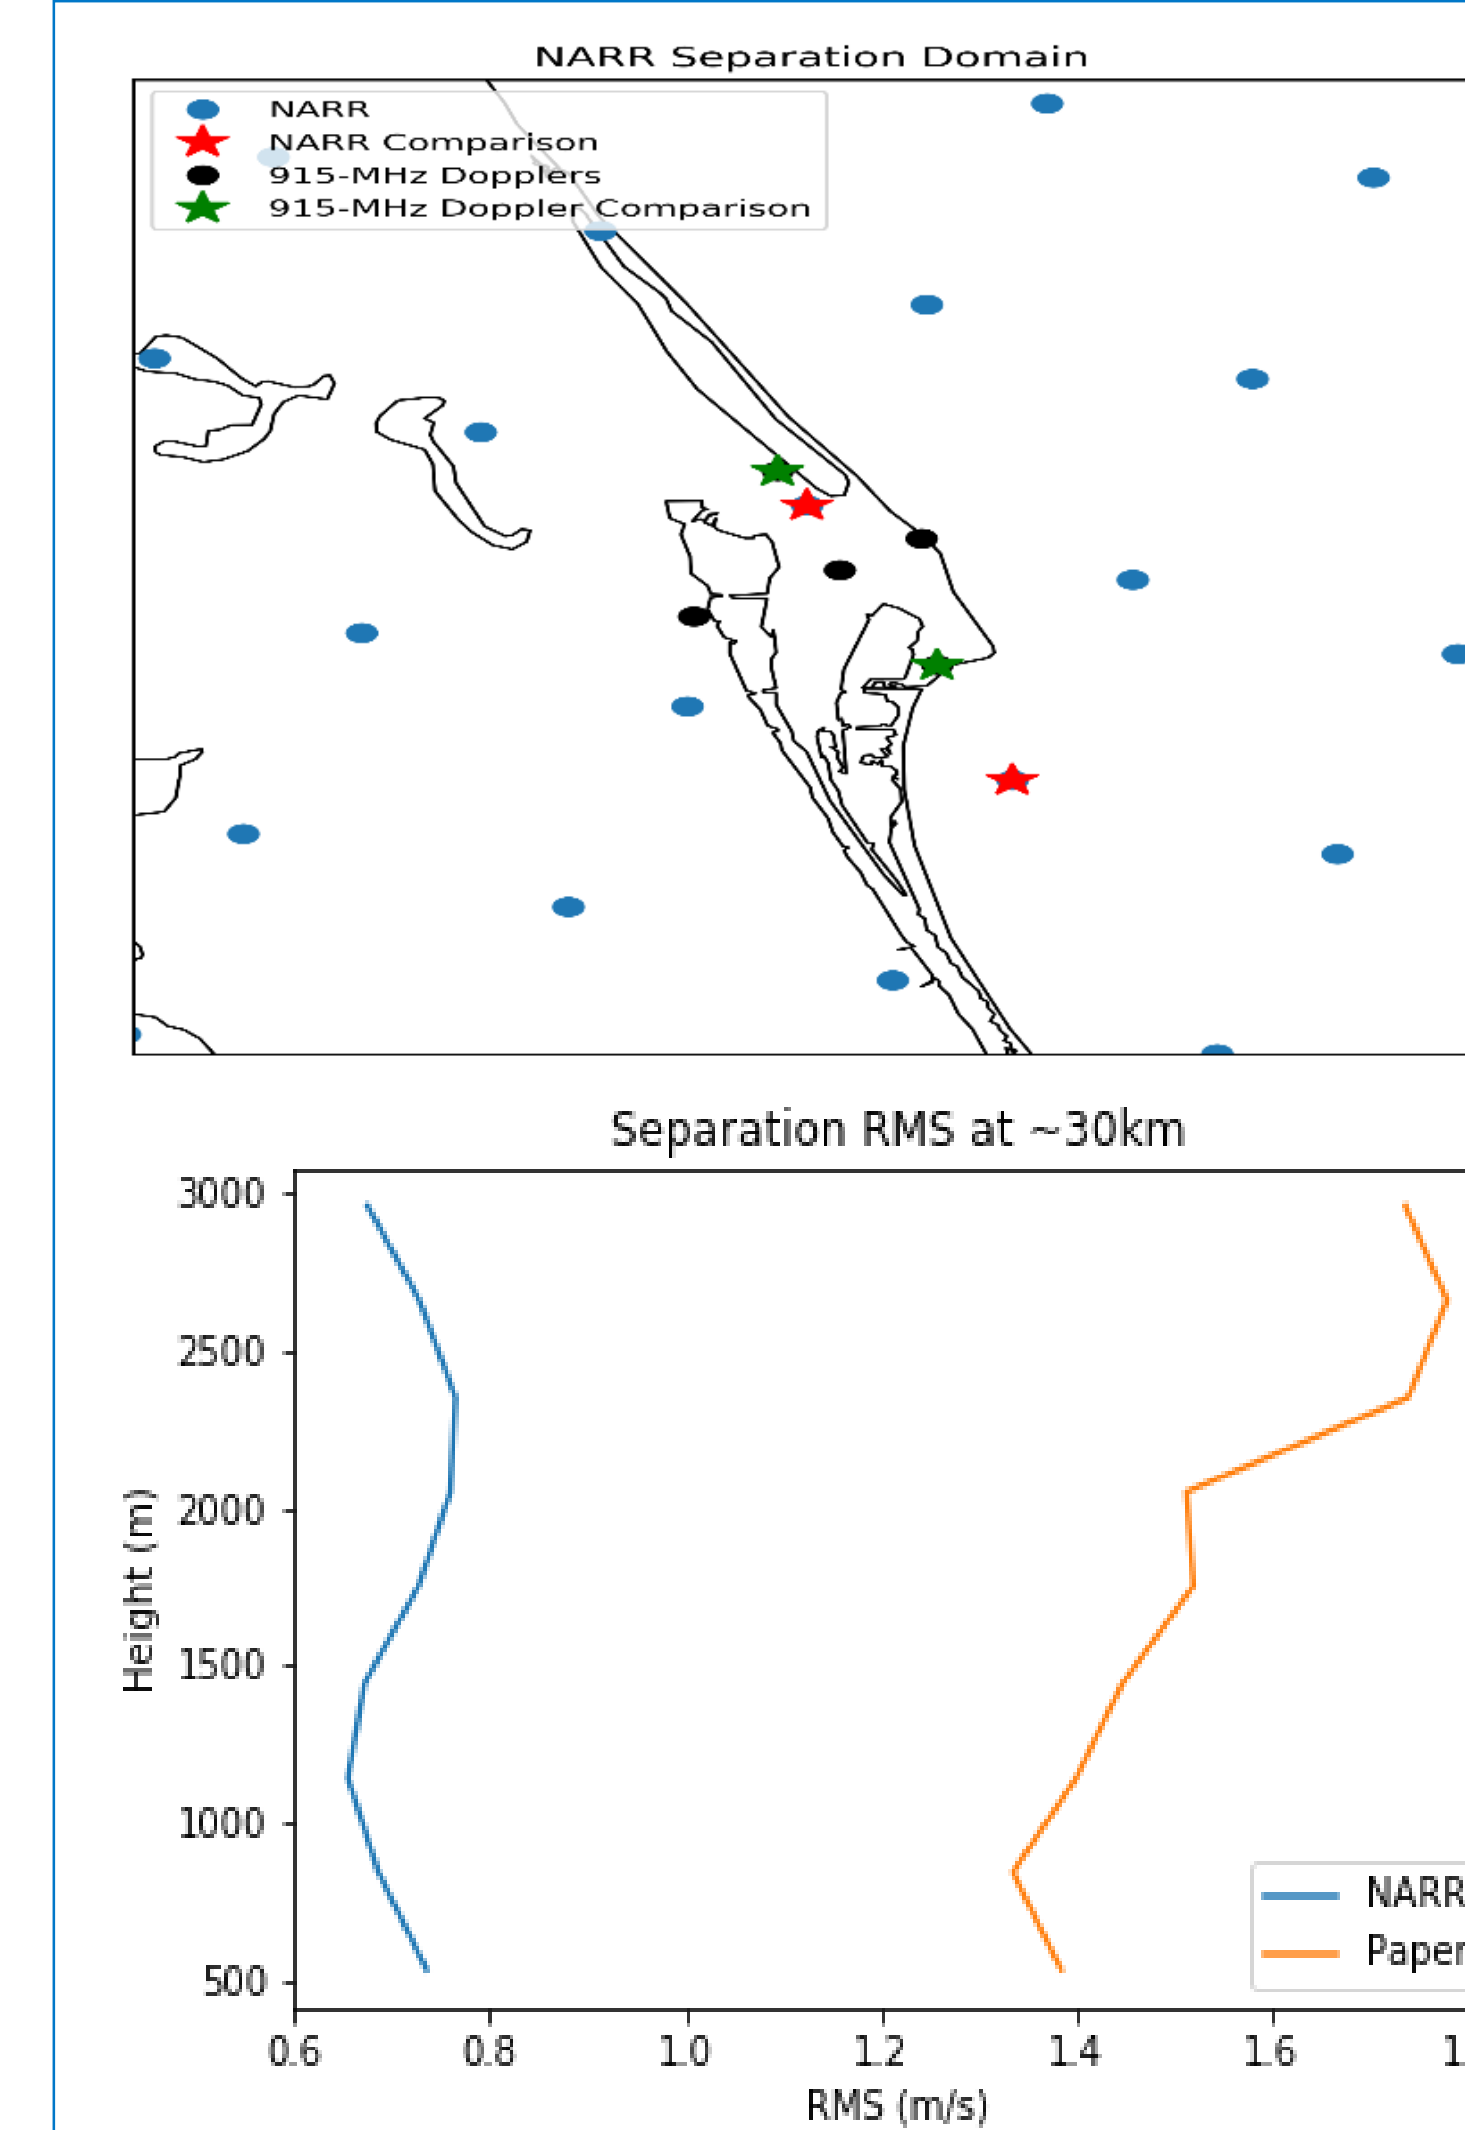 NARR Separation Domain
NARR
NARR Comparison
915-MHz Dopplers
915-MHz Doppler Comparison
Separation RMS at ~30km
3000
2500
2000
1500
1000
500
Height (m)
0.6 0.8 1.0 1.2 1.4 1.6 1.
RMS (m/s)
NARR
Paper